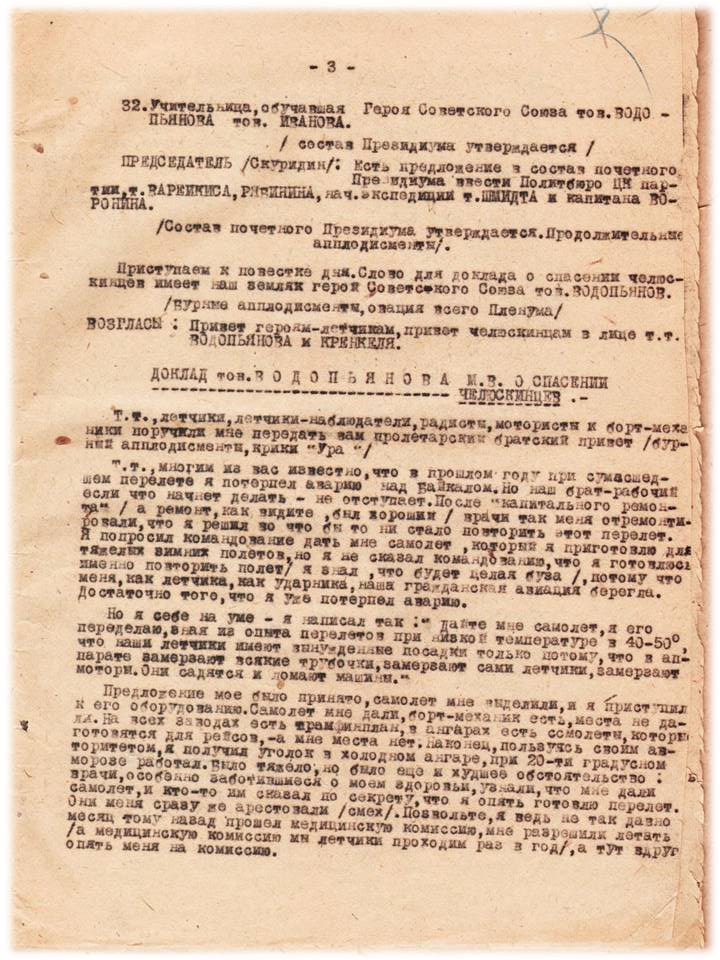 - 3 -
32.Учительница,обучавшая Героя Советского Союза тов.ВОДО -
ПЬЯНОВА тов. ИВАНОВА.
/ состав Президиума утверждается /
ПРЕДСЕДАТЕЛЬ /Скуридин/: Есть предложение в состав почетного
Президиума ввести Политбюро ЦК пар-
тии,т.ВАРЕЙКИСА,РЯБИНИНА,нач.экспедиции т.ШМИДТА и капитана ВО-
РОНИНА.
/Состав почетного Президиума утверждается.Продолжительные
апплодисменты/.
Приступаем к повестке дня.Слово для доклада о спасении челюс-
кинцев имеет наш земляк герой Советского Союза тов.ВОДОПЬЯНОВ.
/Бурные апплодисменты,овация всего Пленума/
ВОЗГЛАСЫ : Привет героям-летчикам,привет челюскинцам в лице т.т.
ВОДОПЬЯНОВА и КРЕНКЕЛЯ.
ДОКЛАД тов.ВОДОПЬЯНОВА М.В. О СПАСЕНИИ
ЧЕЛЮСКИНЦЕВ .-
Т.т.,летчики,летчики-наблюдатели,радисты,мотористы к борт-меха-
ники поручили мне передать вам пролетарский братский привет /бур-
ный апплодисменты,крики "Ура "/
Т.т.,многим из вас известно,что в прошлом году при сумасшед-
шем перелете я потерпел аварию над Байкалом.Но наш брат-рабочий
если что начнет делать - не отступает.После "капитального ремон-
та" / а ремонт,как видите ,был хороший / врачи так меня отремонти-
ровали,что я решил во что бы то ни стало повторить этот перелет.
Я попросил командование дать мне самолет ,который я приготовлю для
тяжелых зимних полетов,но я не сказал командованию,что я готовлюсь
именно повторить полет/ я знал ,что будет целая буза /,потому что
меня,как летчика,как ударника,наша гражданская авиация берегла.
Достаточно того,что я уже потерпел аварию.
Но я себе на уме - я написал так :" Дайте мне самолет,я его
переделаю,зная из опыта перелетов при низкой температуре в 40-50°,
что наши летчики имеют вынужденные посадки только потому,что в ап-
парате замерзают всякие трубочки,замерзают сами летчики,замерзают
моторы.Они садятся и ломают машины."
Предложение мое было принято,самолет мне выделили,и я приступил
к его оборудованию.Самолет мне дали,борт-механик есть,места не да-
ли.На всех заводах есть промфинплан,в ангарах есть самолеты,которые
готовятся для рейсов,-а мне места нет.Наконец,пользуясь своим ав-
торитетом,я получил уголок в холодном ангаре,при 20-ти градусном
морозе работал.Было тяжело,но было еще и худшее обстоятельство :
врачи,особенно заботившиеся о моем здоровьи,узнали,что мне дали
самолет,и кто-то им сказал по секрету,что я опять готовлю перелет.
Они меня сразу же арестовали /смех/.Позвольте,я ведь не так давно
месяц тому назад прошел медицинскую комиссию,мне разрешили летать
/а медицинскую комиссию мы летчики проходим раз в год/,а тут вдруг
опять меня на комиссию.